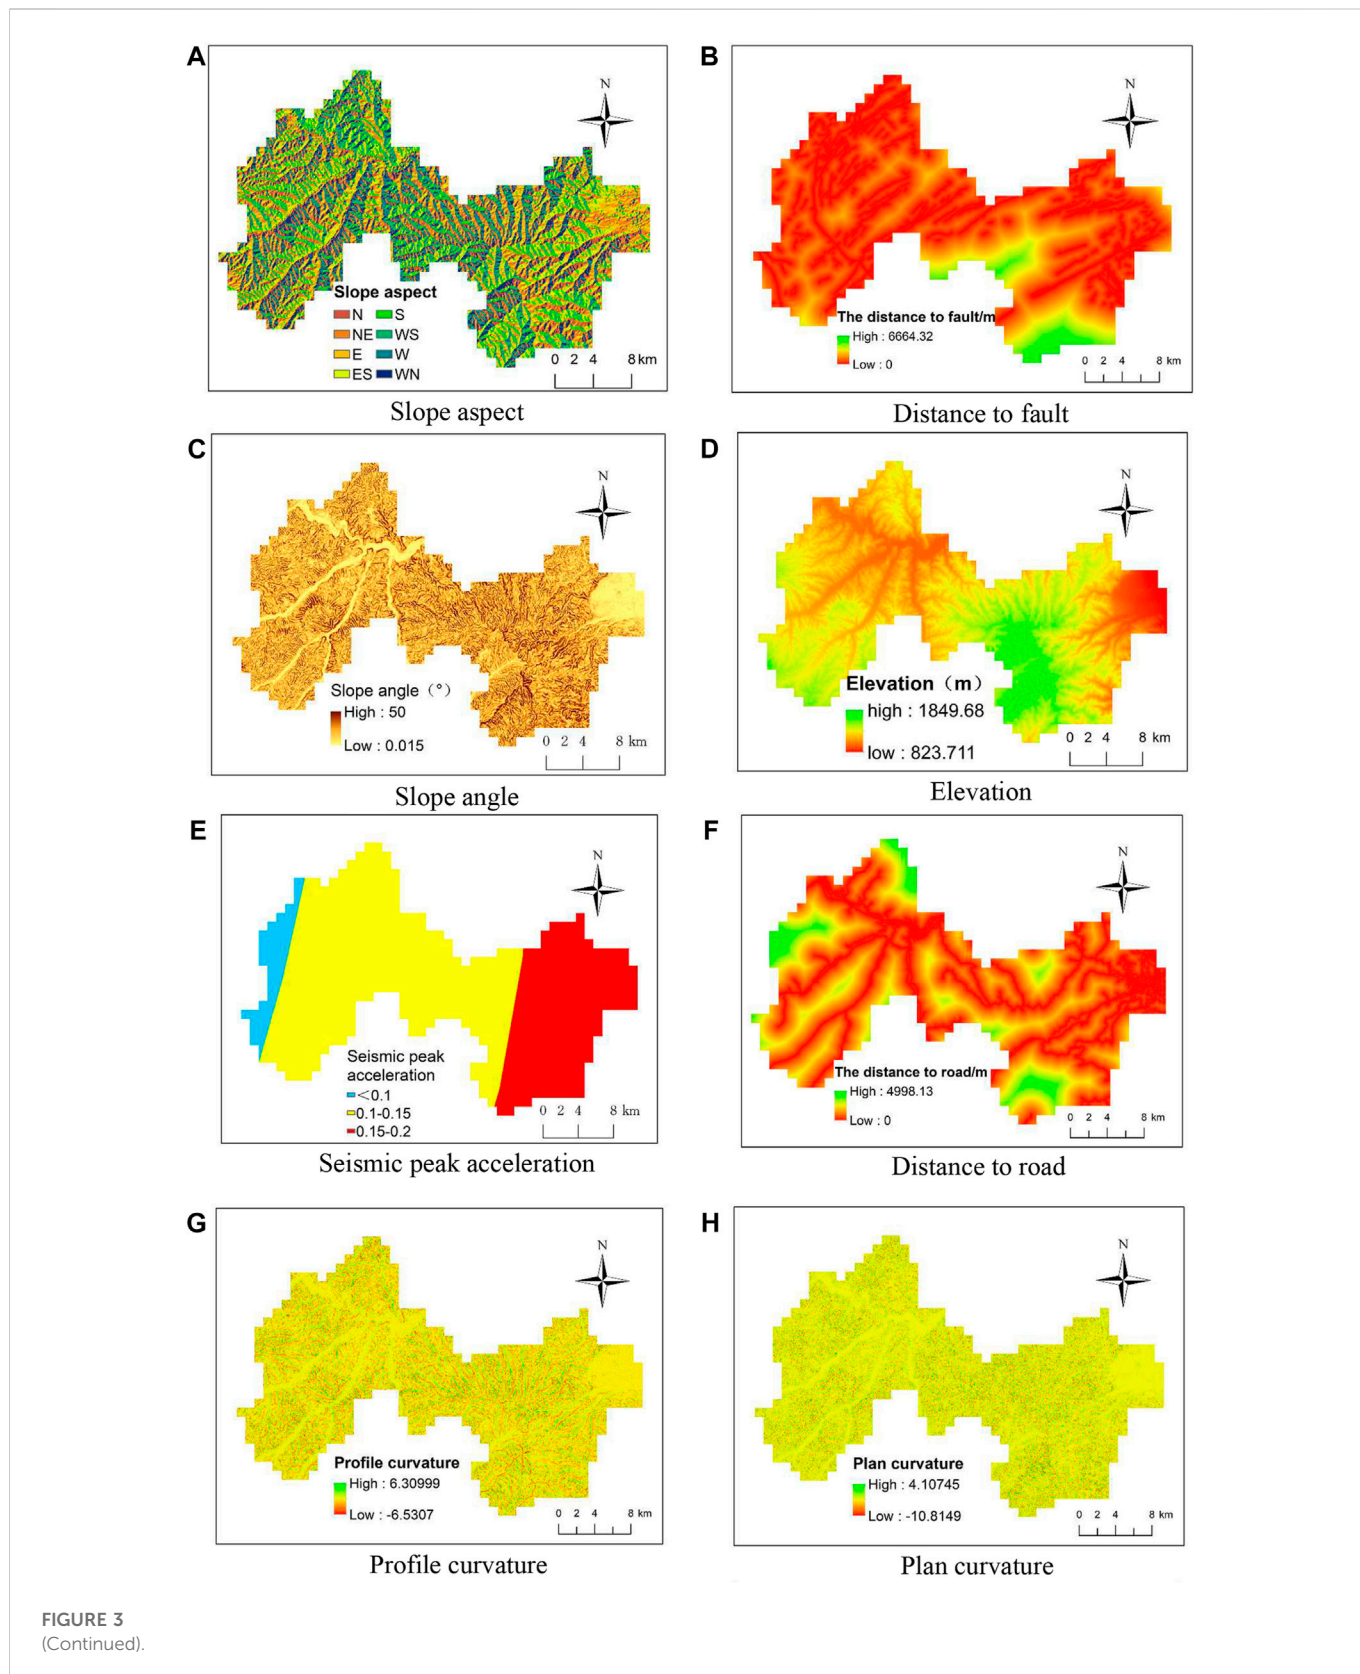 A
N
Slope aspect
N
S
NE
WS
E
W
ES
WN
0 2 4 8 km
Slope aspect
B
N
The distance to fault/m
High : 6664.32
Low : 0
0 2 4 8 km
Distance to fault
C
N
Slope angle（°）
High : 50
Low : 0.015
0 2 4 8 km
Slope angle
D
N
Elevation（m）
high : 1849.68
low : 823.711
0 2 4 8 km
Elevation
E
N
Seismic peak
acceleration
＜0.1
0.1-0.15
0.15-0.2
0 2 4 8 km
Seismic peak acceleration
F
N
The distance to road/m
High : 4998.13
Low : 0
0 2 4 8 km
Distance to road
G
N
Profile curvature
High : 6.30999
Low : -6.5307
0 2 4 8 km
Profile curvature
H
N
Plan curvature
High : 4.10745
Low : -10.8149
0 2 4 8 km
Plan curvature
FIGURE 3
(Continued).